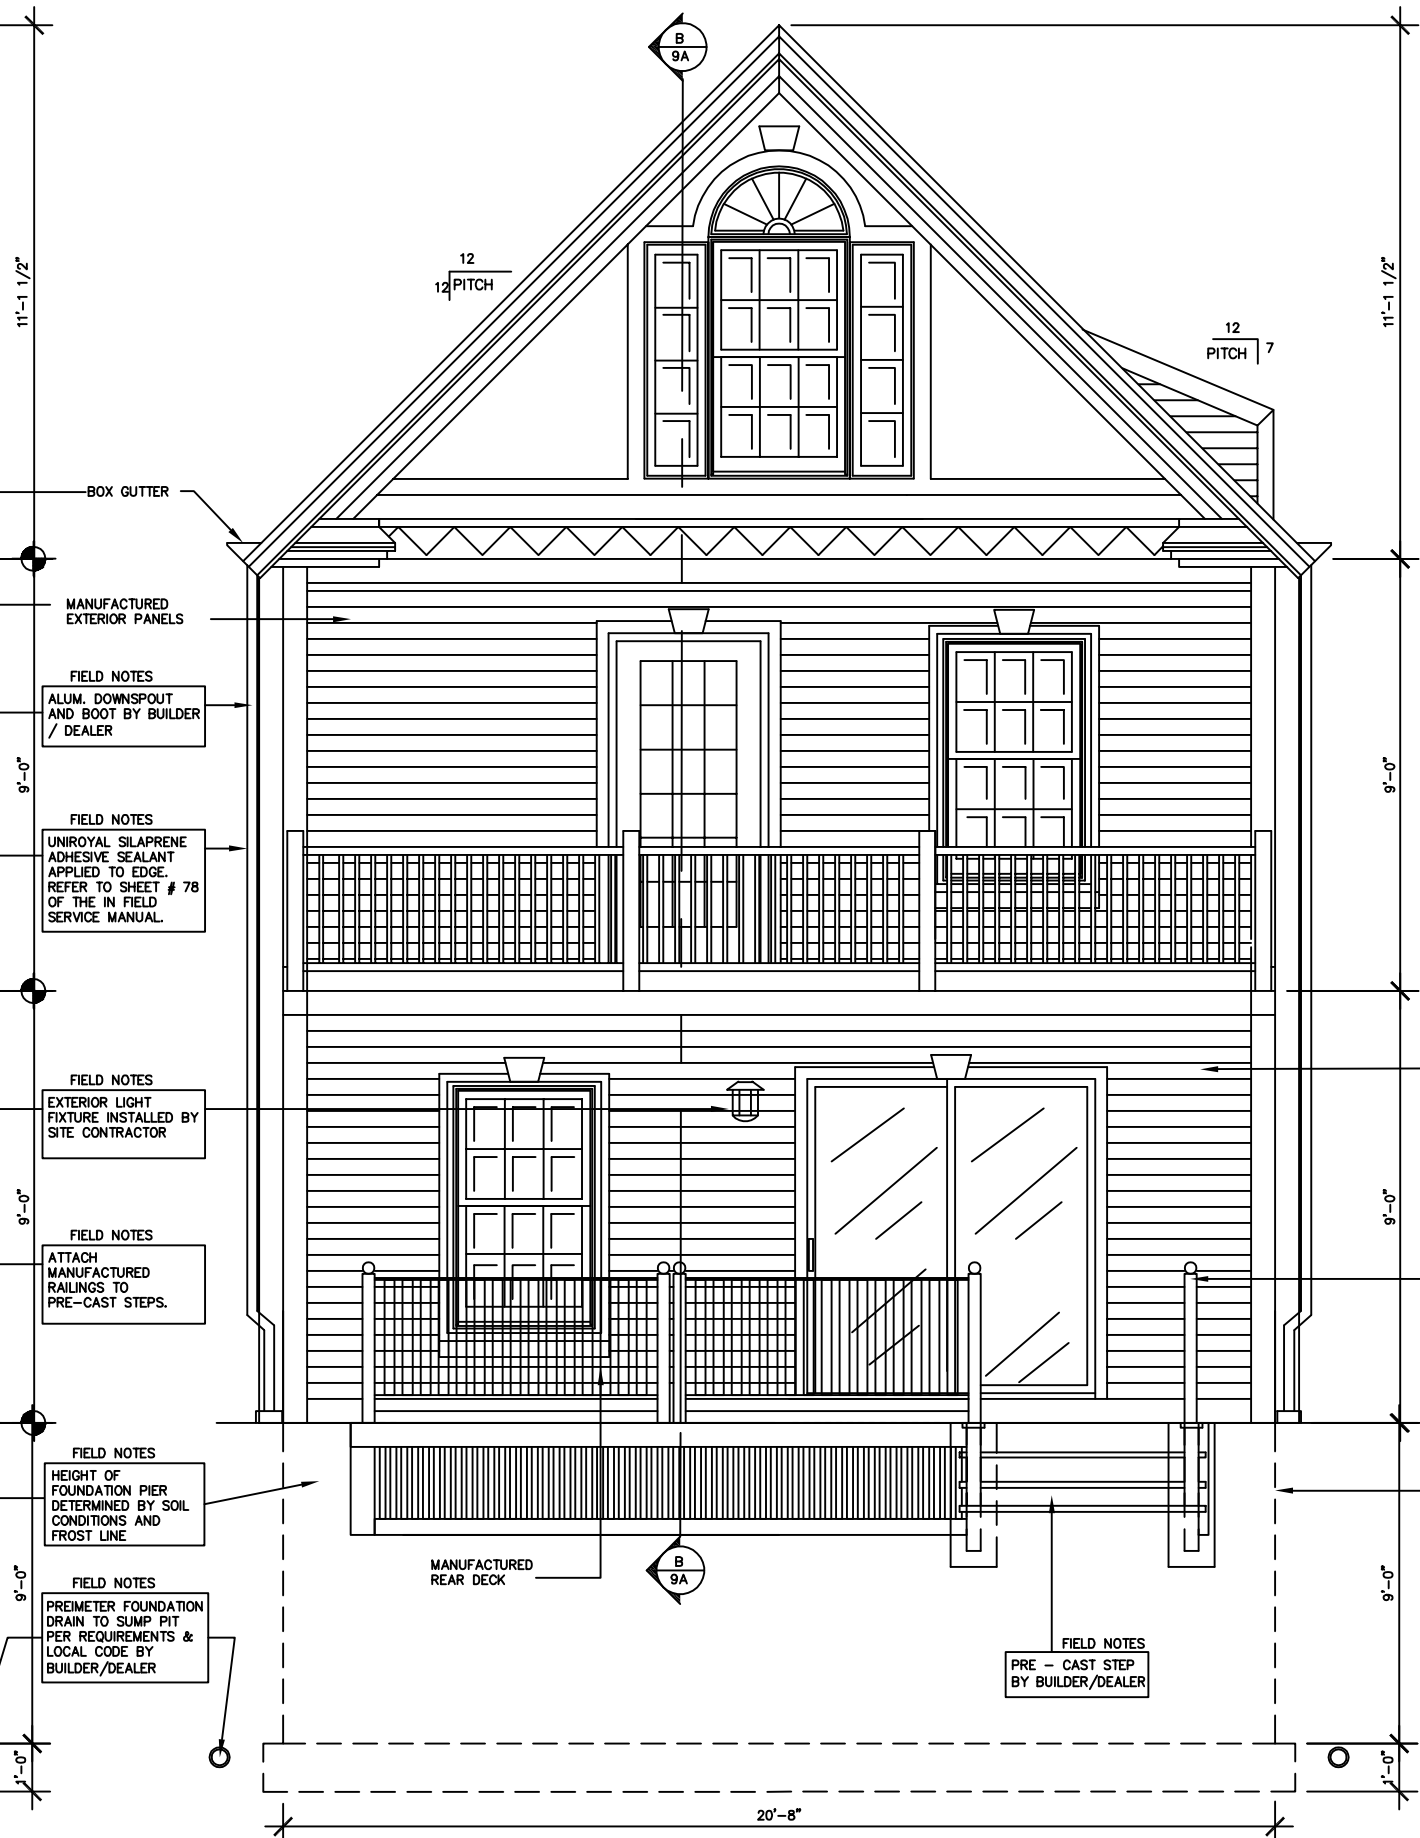 B
9A
11'-1 1/2"
11'-1 1/2"
12
12 PITCH
12
PITCH 7
BOX GUTTER
MANUFACTURED
EXTERIOR PANELS
FIELD NOTES
ALUM. DOWNSPOUT
AND BOOT BY BUILDER
/ DEALER
9'-0"
9'-0"
FIELD NOTES
UNIROYAL SILAPRENE
ADHESIVE SEALANT
APPLIED TO EDGE.
REFER TO SHEET # 78
OF THE IN FIELD
SERVICE MANUAL.
FIELD NOTES
EXTERIOR LIGHT
FIXTURE INSTALLED BY
SITE CONTRACTOR
9'-0"
9'-0"
FIELD NOTES
ATTACH
MANUFACTURED
RAILINGS TO
PRE-CAST STEPS.
FIELD NOTES
HEIGHT OF
FOUNDATION PIER
DETERMINED BY SOIL
CONDITIONS AND
FROST LINE
MANUFACTURED
REAR DECK
B
9A
9'-0"
9'-0"
FIELD NOTES
PREIMETER FOUNDATION
DRAIN TO SUMP PIT
PER REQUIREMENTS &
LOCAL CODE BY
BUILDER/DEALER
FIELD NOTES
PRE - CAST STEP
BY BUILDER/DEALER
1'-0"
1'-0"
20'-8"